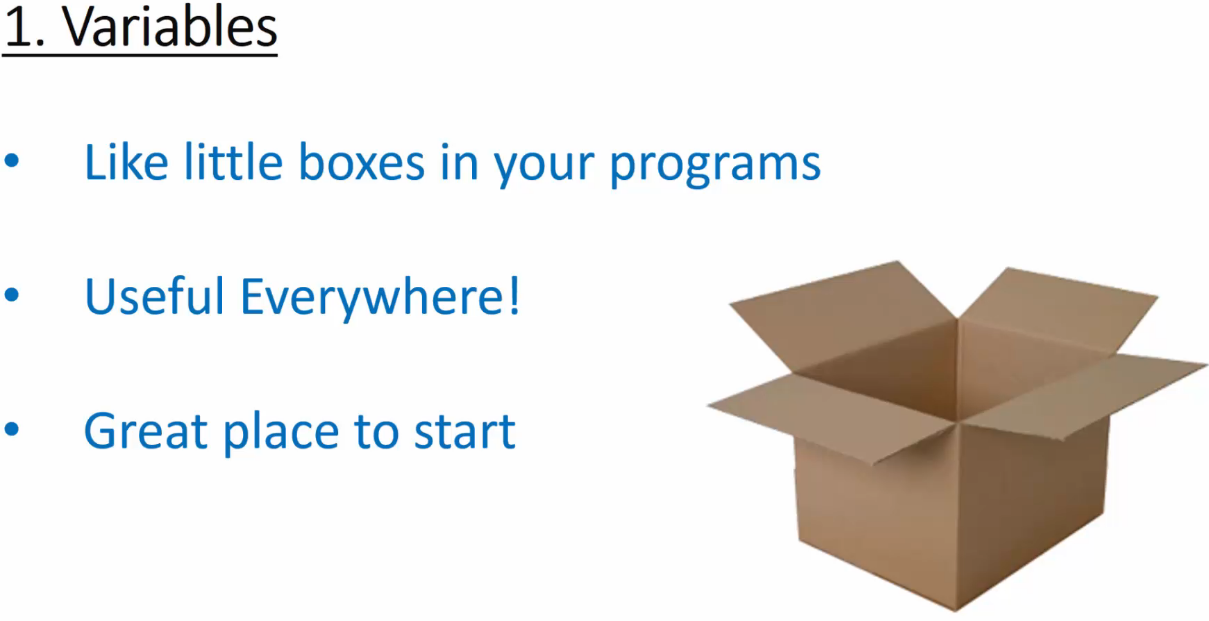 1. Variables
• Like little boxes in your programs
• Useful Everywhere!
• Great place to start